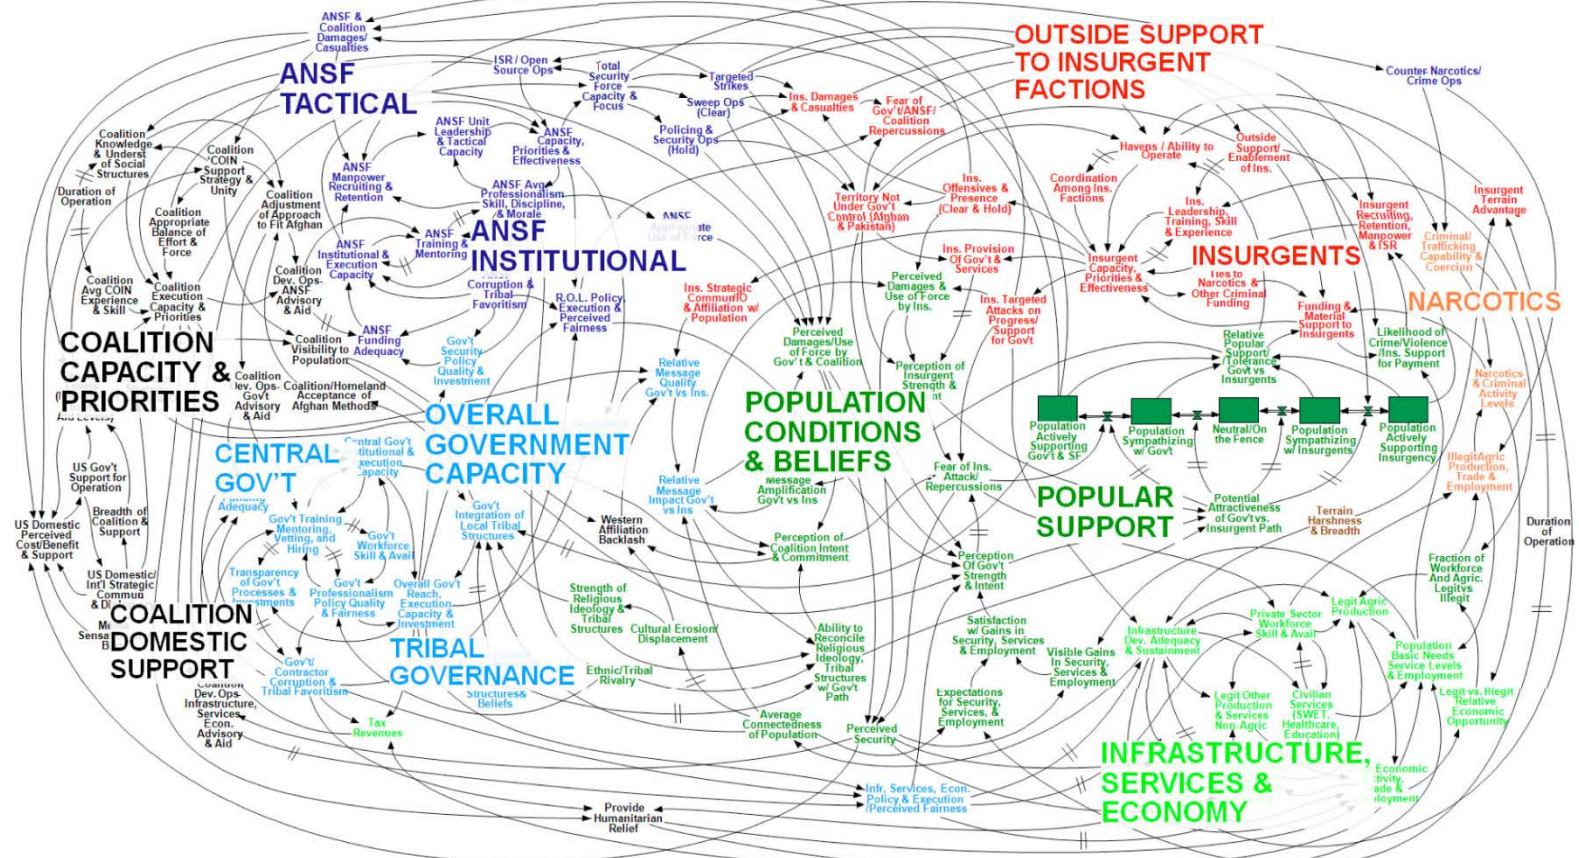 ANSF &
Coalition
Damages/
Casualties
ANSF
TACTICAL
ISR / Open
Source Ops
Total
Security
Force
Capacity &
Focus
Targeted
Strikes
Sweep Ops
(Clear)
Policing &
Security Ops
(Hold)
Ins. Damages
& Casualties
Fear of
Gov't/ANSF/
Coalition
Repercussions
OUTSIDE SUPPORT
TO INSURGENT
FACTIONS
Counter Narcotics/
Crime Ops
Coalition
Knowledge
& Underst
of Social
Structures
Duration of
Operation
Coalition
COIN
Support
Strategy &
Unity
Coalition
Adjustment
of Approach
to Fit Afghan
Coalition
Appropriate
Balance of
Effort &
Force
ANSF Unit
Leadership
& Tactical
Capacity
ANSF
Capacity,
Priorities &
Effectiveness
ANSF
Manpower
Recruiting &
Retention
ANSF Avg
Professionalism
Skill, Discipline,
& Morale
ANSF
Institutional &
Execution
Capacity
ANSF
Training &
Mentoring
ANSF
INSTITUTIONAL
ANSF
Appropriate
Use of Force
Corruption &
Tribal
Favoritism
R.O.L. Policy,
Execution &
Perceived
Fairness
ANSF
Funding
Adequacy
Territory Not
Under Gov't
Control (Afghan
& Pakistan)
Ins.
Offensives &
Presence
(Clear & Hold)
Ins. Provision
Of Gov't &
Services
Havens / Ability to
Operate
Outside
Support/
Enablement
of Ins.
Coordination
Among Ins.
Factions
Ins.
Leadership,
Training, Skill
& Experience
Insurgent
Recruiting,
Retention,
Manpower
& ISR
Insurgent
Terrain
Advantage
Criminal/
Trafficking
Capability &
Coercion
INSURGENTS
Insurgent
Capacity,
Priorities &
Effectiveness
Ties to
Narcotics &
Other Criminal
Funding
Funding &
Material
Support to
Insurgents
NARCOTICS
Coalition
Avg COIN
Experience
& Skill
Coalition
Execution
Capacity &
Priorities
Coalition
Dev. Ops-
ANSF
Advisory
& Aid
Coalition
Visibility to
Population
COALITION
CAPACITY &
PRIORITIES
Coalition
Dev. Ops-
Gov't
Advisory
& Aid
Coalition/Homeland
Acceptance of
Afghan Methods
Gov't
Security
Policy
Quality &
Investment
Ins. Strategic
Commun/IO
& Affiliation w/
Population
Relative
Message
Quality
Gov't vs Ins.
Perceived
Damages &
Use of Force
by Ins.
Ins. Targeted
Attacks on
Progress/
Support
for Gov't
Perceived
Damages/Use
of Force by
Gov't & Coalition
Perception of
Insurgent
Strength &
Relative
Popular
Support/
Tolerance
Gov't vs
Insurgents
Likelihood of
Crime/Violence
/Ins. Support
for Payment
Narcotics
& Criminal
Activity
Levels
POPULATION
CONDITIONS
& BELIEFS
Population
Actively
Supporting
Gov't & SF
Population
Sympathizing
w/ Gov't
Neutral/On
the Fence
Population
Sympathizing
w/ Insurgents
Population
Actively
Supporting
Insurgency
OVERALL
GOVERNMENT
CAPACITY
CENTRAL
GOV'T
Central Gov't
Institutional &
Execution
Capacity
Adequacy
US Gov't
Support for
Operation
Breadth of
Coalition &
Support
US Domestic
Perceived
Cost/Benefit
& Support
US Domestic/
Int'l Strategic
Commun
COALITION
DOMESTIC
SUPPORT
Gov't Training
Mentoring,
Vetting, and
Hiring
Gov't
Workforce
Skill & Avail
Transparency
of Gov't
Processes &
Investments
Gov't
Professionalism
Policy Quality
& Fairness
Overall Gov't
Reach,
Execution
Capacity &
Investment
Gov't
Integration of
Local Tribal
Structures
Relative
Message
Impact Gov't
vs Ins
Message
Amplification
Gov't vs Ins
Western
Affiliation
Backlash
Perception of
Coalition Intent
& Commitment
Fear of Ins.
Attack/
Repercussions
POPULAR
SUPPORT
Potential
Attractiveness
of Gov't vs.
Insurgent Path
Terrain
Harshness
& Breadth
Illegit Agric
Production,
Trade &
Employment
Duration
of
Operation
Perception
Of Gov't
Strength
& Intent
Fraction of
Workforce
And Agric.
Legit vs
Illegit
TRIBAL
GOVERNANCE
Structures &
Beliefs
Strength of
Religious
Ideology &
Tribal
Structures
Cultural Erosion/
Displacement
Ethnic/Tribal
Rivalry
Ability to
Reconcile
Religious
Ideology,
Tribal
Structures
w/ Gov't
Path
Satisfaction
w/ Gains in
Security, Services
& Employment
Visible Gains
In Security,
Services &
Employment
Expectations
for Security,
Services, &
Employment
Infrastructure
Dev. Adequacy
& Sustainment
Private Sector
Workforce
Skill & Avail
Legit Agric
Production
Population
Basic Needs
Service Levels
& Employment
Legit Other
Production
& Services
Non Agric
Civilian
Services
(SWET,
Healthcare,
Education)
Legit vs. Illegit
Relative
Economic
Opportunity
Gov't/
Contractor
Corruption &
Tribal Favoritism
Tax
Revenues
Dev. Ops-
Infrastructure,
Services,
Econ.
Advisory
& Aid
Average
Connectedness
of Population
Perceived
Security
INFRASTRUCTURE,
SERVICES &
ECONOMY
Economic
Infr, Services, Econ.
Policy & Execution
/Perceived Fairness
Provide
Humanitarian
Relief